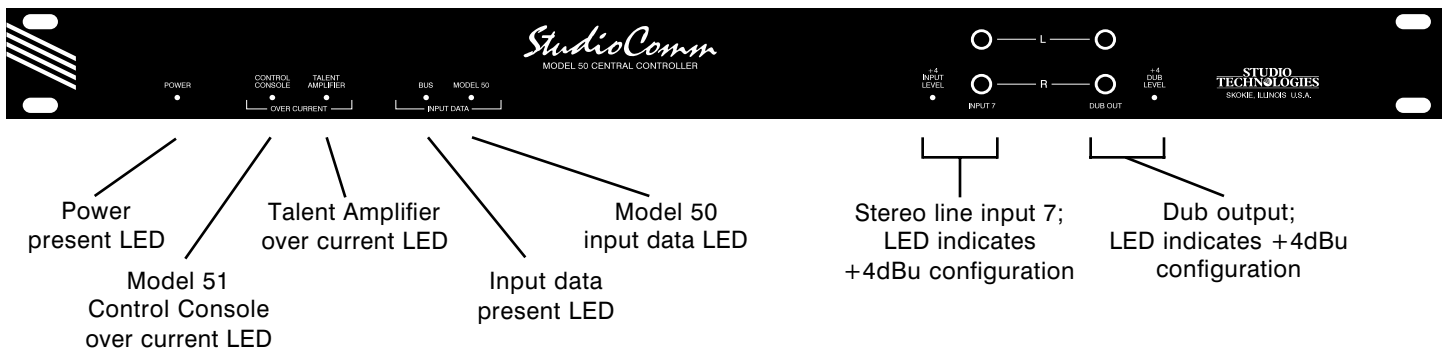 StudioComm
MODEL 50 CENTRAL CONTROLLER
POWER
CONTROL
CONSOLE
TALENT
AMPLIFIER
OVER CURRENT
BUS
MODEL 50
INPUT DATA
+4
INPUT
LEVEL
L
R
INPUT 7
DUB OUT
+4
DUB
LEVEL
STUDIO
TECHNOLOGIES
SKOKIE, ILLINOIS U.S.A.
Power
present LED
Model 51
Control Console
over current LED
Talent Amplifier
over current LED
Input data
present LED
Model 50
input data LED
Stereo line input 7;
LED indicates
+4dBu configuration
Dub output;
LED indicates +4dBu
configuration